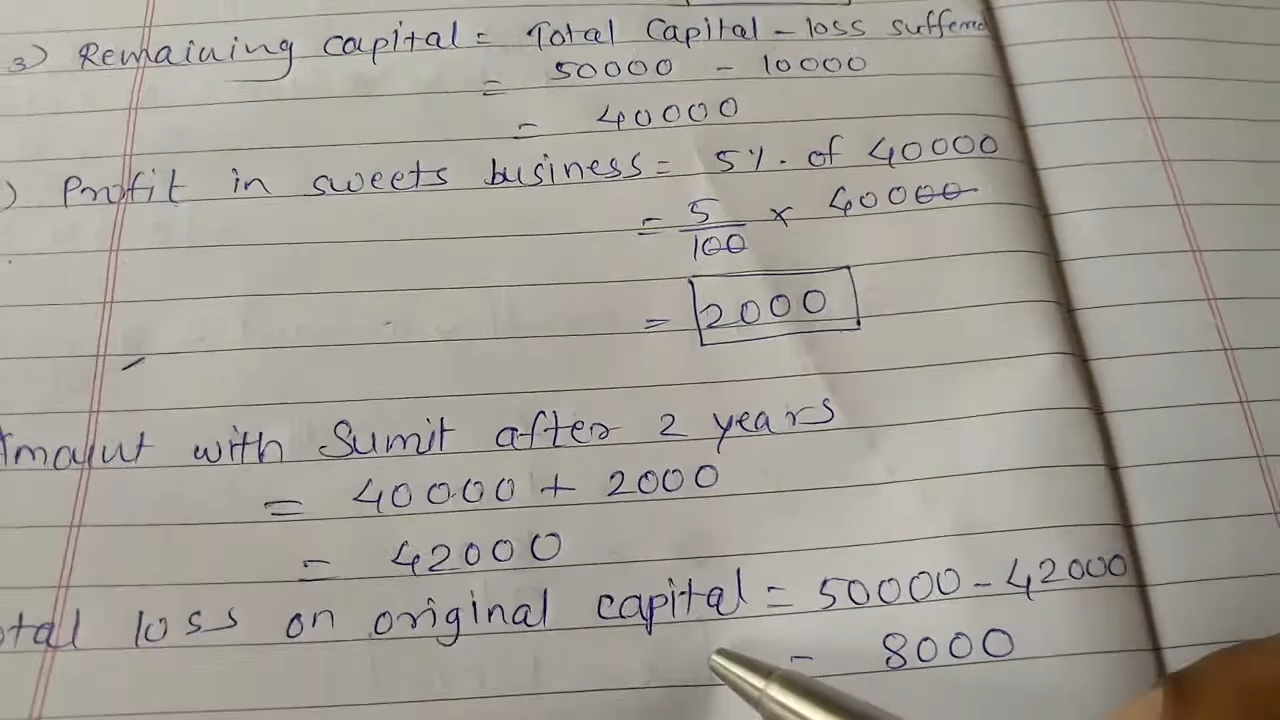 3) Remaining capital = Total Capital - loss suffered
= 50000 - 10000
= 40000
) Profit in sweets business = 5%. of 40000
= 5/100 × 40000
= 2000
Amount with Sumit after 2 years
= 40000 + 2000
= 42000
otal loss on original capital = 50000 - 42000
- 8000